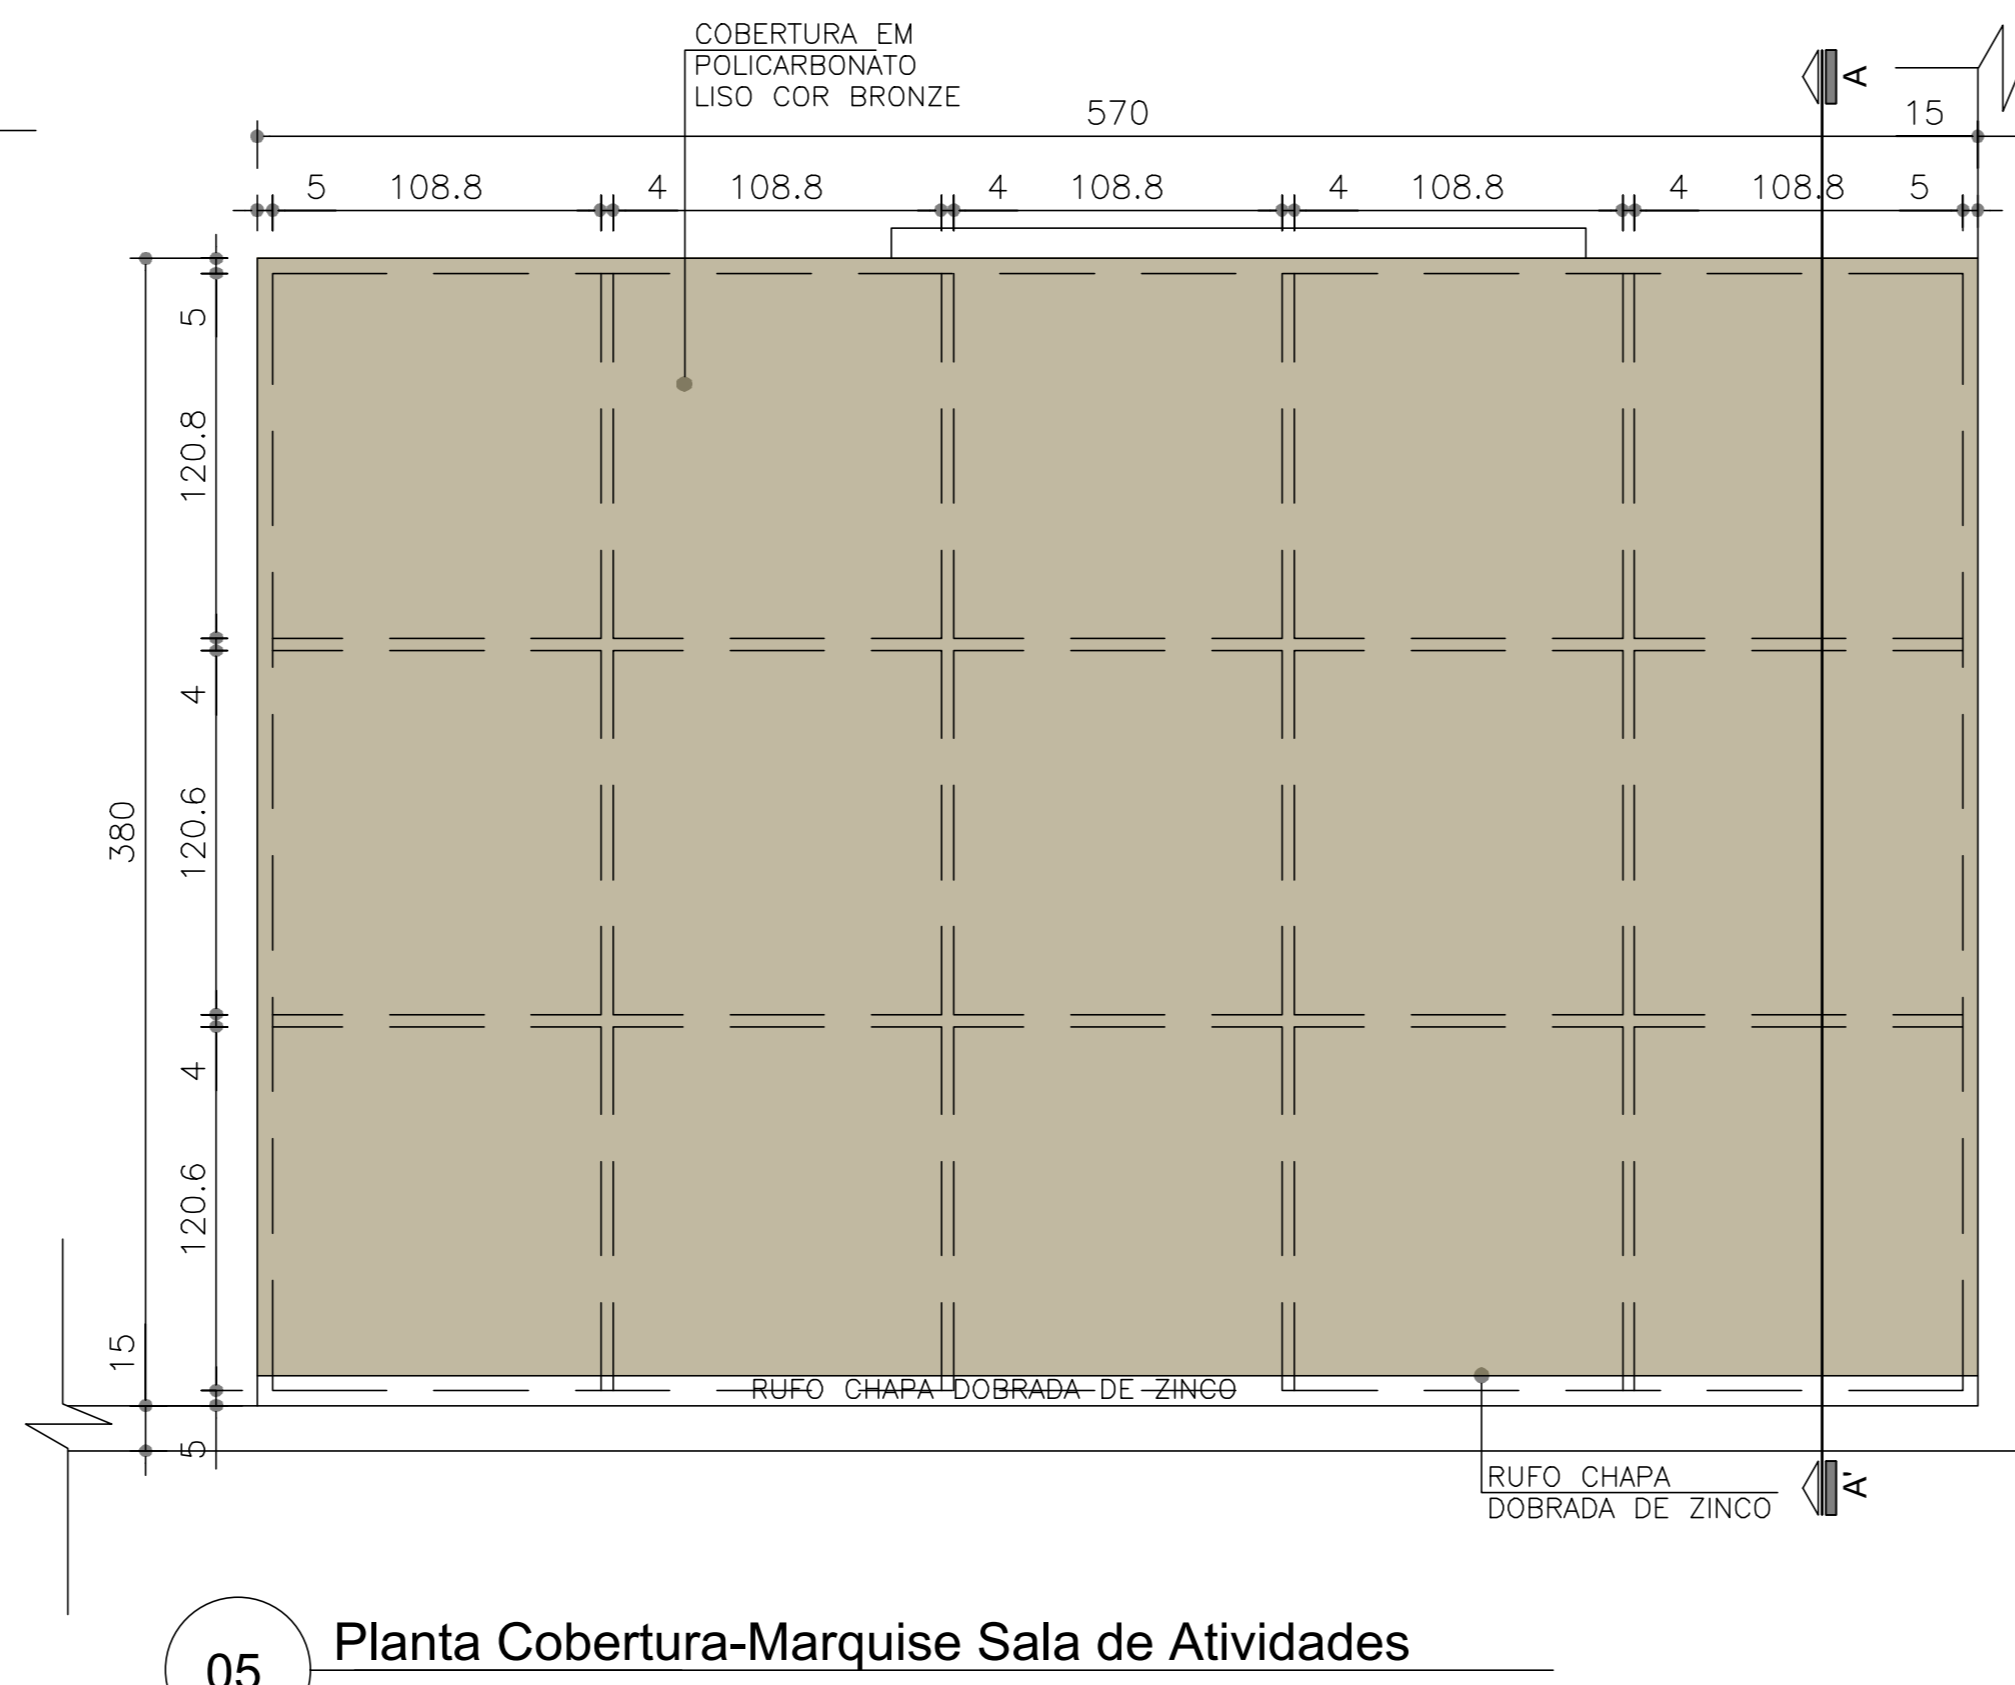 COBERTURA EM
POLICARBONATO
LISO COR BRONZE
A
570
15
5 108.8 4 108.8 4 108.8 4 108.8 4 108.8 5
5
120.8
4
120.6
380
4
120.6
15
5
RUFO CHAPA DOBRADA DE ZINCO
RUFO CHAPA
DOBRADA DE ZINCO
A'
05
Planta Cobertura-Marquise Sala de Atividades